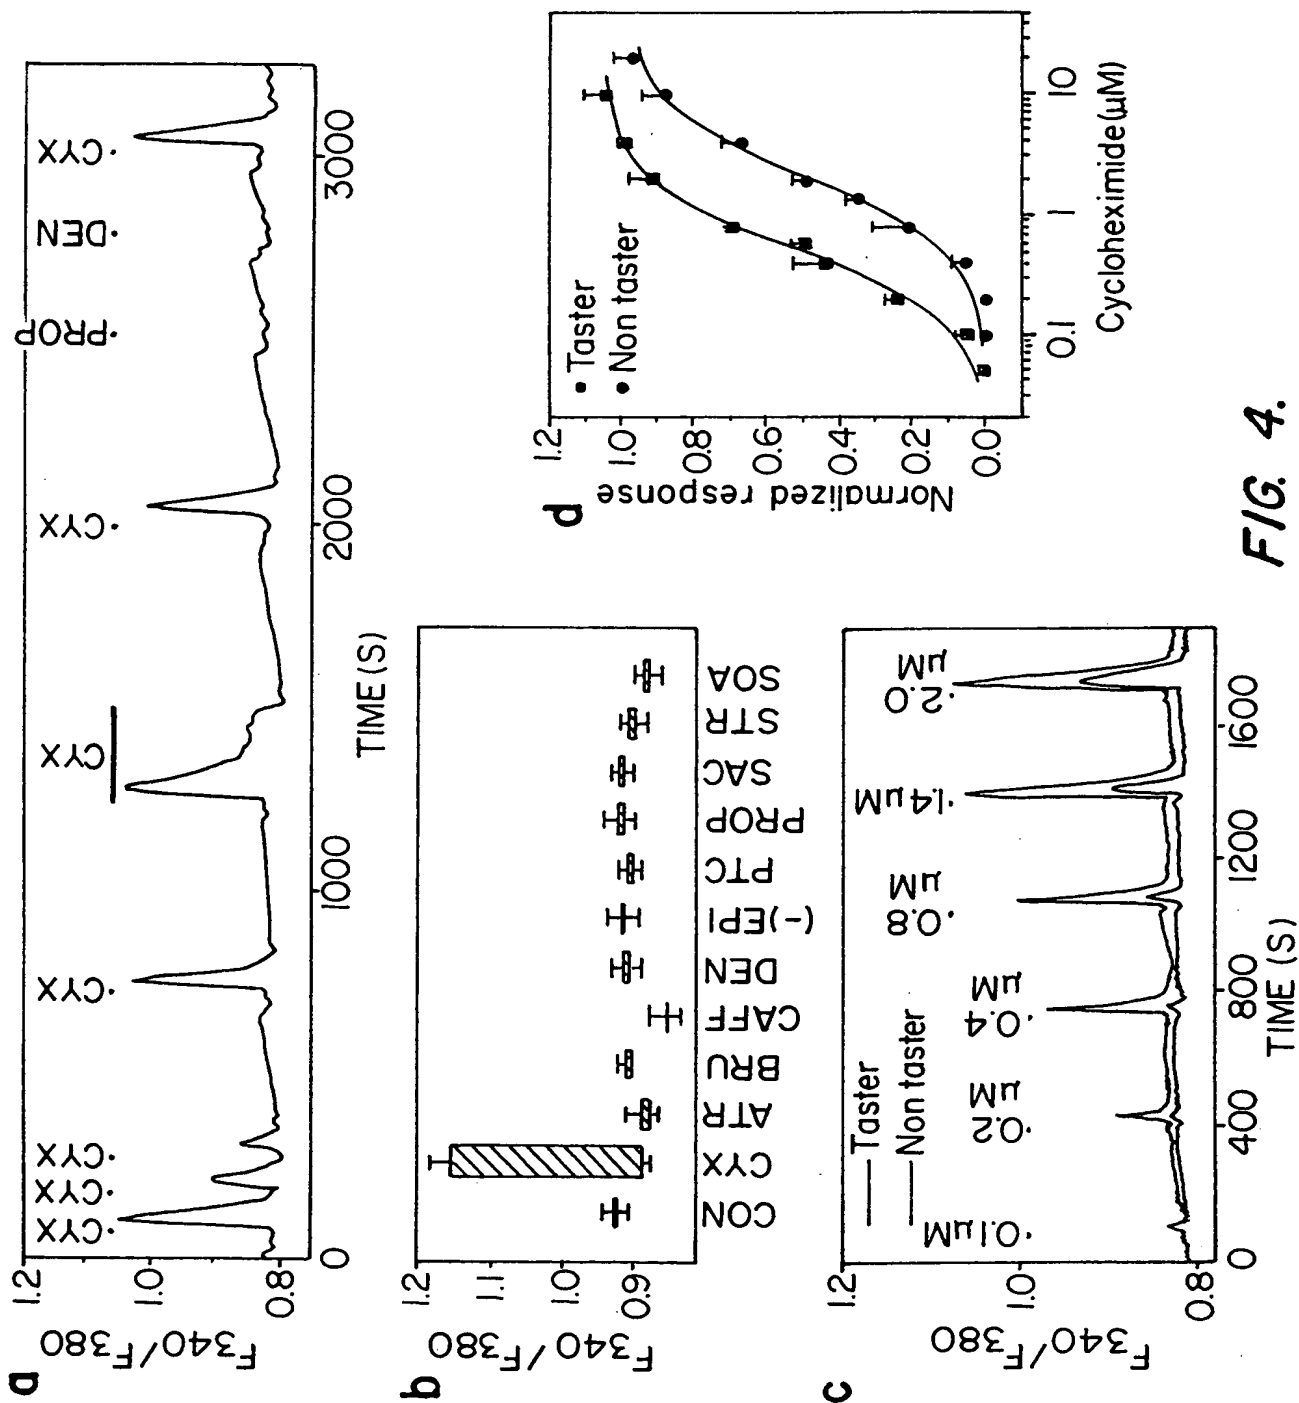 a
F340/F380
1.2
1.0
0.8
·CYX
·CYX
·CYX
·CYX
CYX
·CYX
·PROP
·DEN
·CYX
0
1000
2000
3000
TIME (S)
b
F340/F380
1.2
1.1
1.0
0.9
CON
CYX
ATR
BRU
CAFF
DEN
(-)EPI
PTC
PROP
SAC
STR
SOA
c
F340/F380
1.2
1.0
0.8
Taster
Non taster
·0.1µM
·0.2 µM
·0.4 µM
·0.8 µM
·1.4µM
·2.0 µM
0
400
800
1200
1600
TIME (S)
d
Normalized response
1.2
1.0
0.8
0.6
0.4
0.2
0.0
Taster
Non taster
0.1
1
10
Cycloheximide(µM)
FIG. 4.